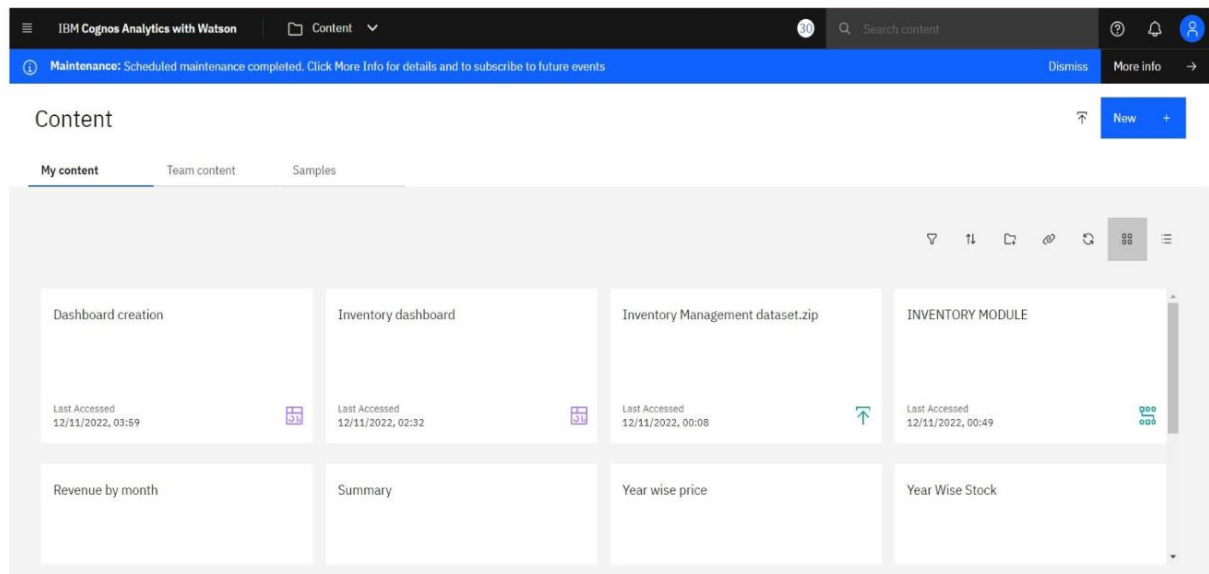 IBM Cognos Analytics with Watson
Content
30
Search content
Maintenance: Scheduled maintenance completed. Click More Info for details and to subscribe to future events
Dismiss
More info
Content
New +
My content
Team content
Samples
Dashboard creation
Last Accessed
12/11/2022, 03:59
Inventory dashboard
Last Accessed
12/11/2022, 02:32
Inventory Management dataset.zip
Last Accessed
12/11/2022, 00:08
INVENTORY MODULE
Last Accessed
12/11/2022, 00:49
Revenue by month
Summary
Year wise price
Year Wise Stock